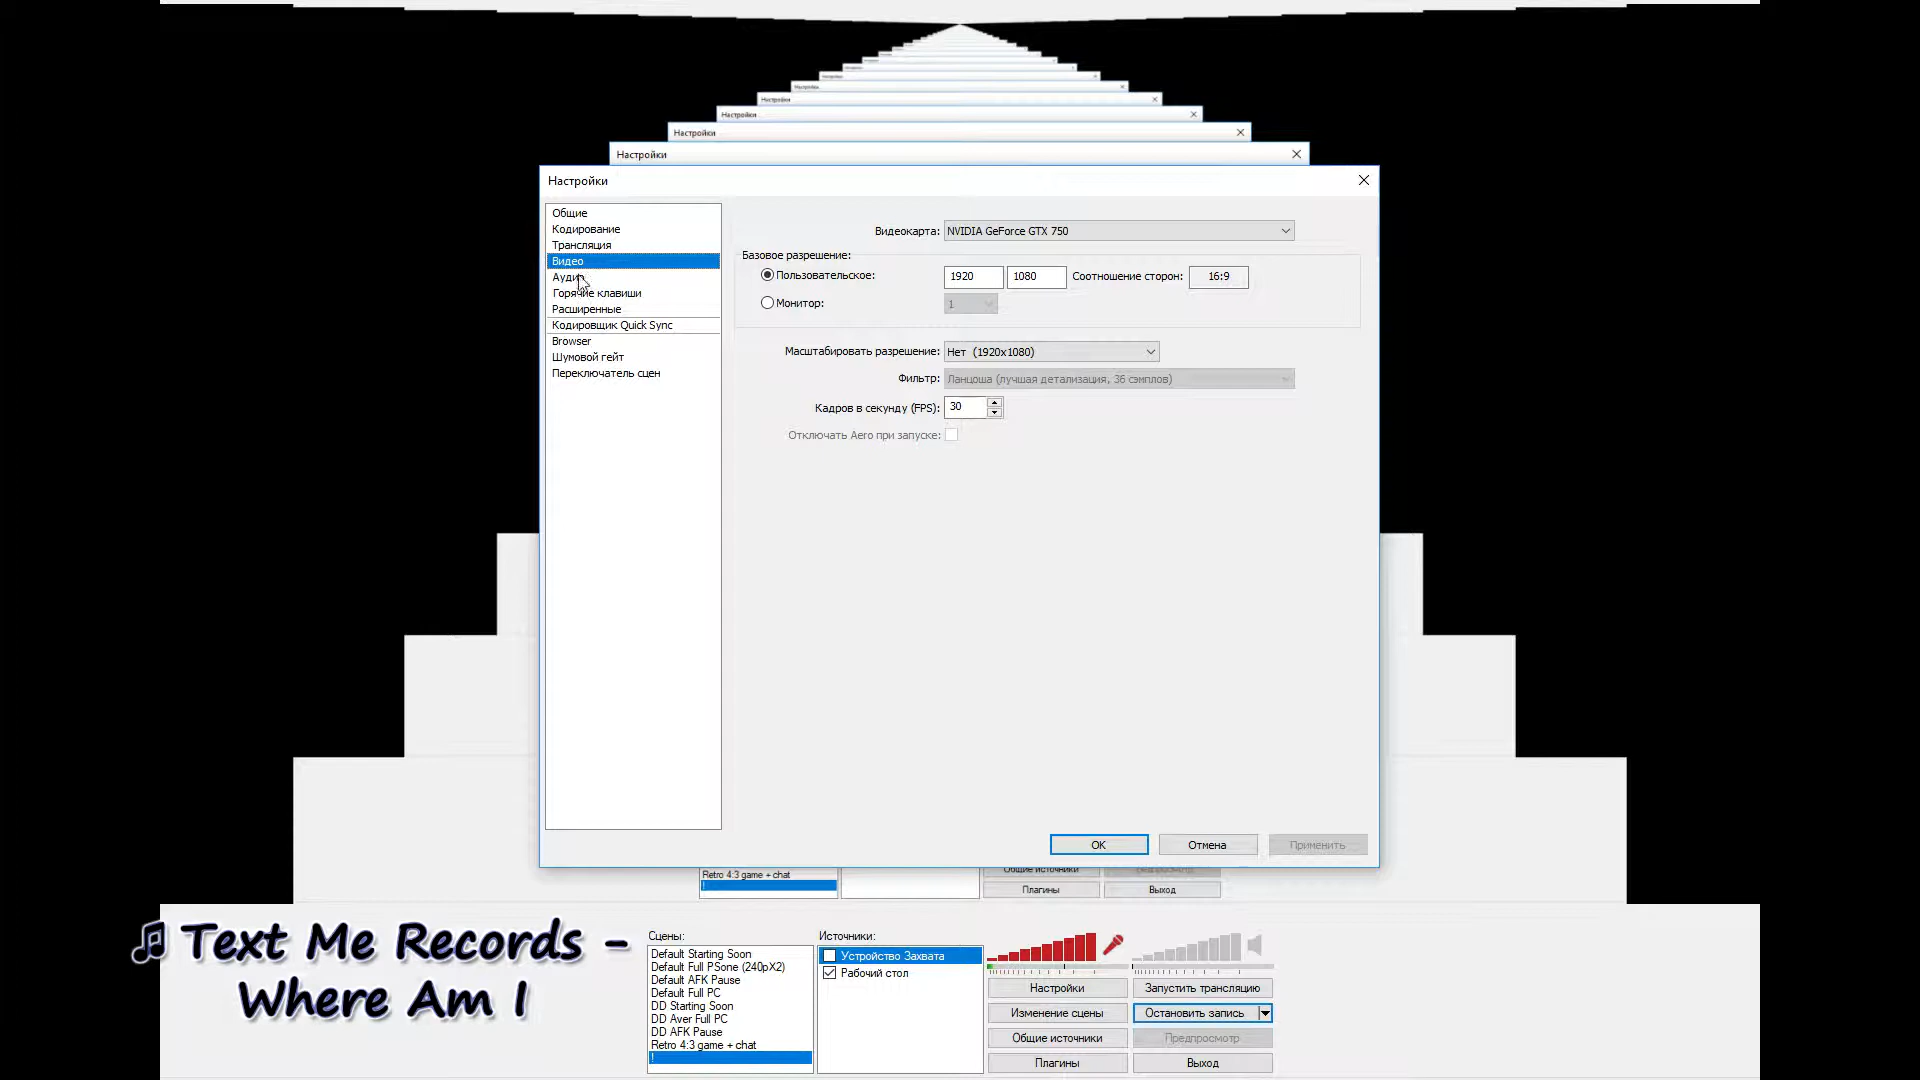 Настройки
Настройки
Настройки
Настройки
Настройки
Настройки
Общие
Кодирование
Трансляция
Видео
Аудио
Горячие клавиши
Расширенные
Кодировщик Quick Sync
Browser
Шумовой гейт
Переключатель сцен
Видеокарта: NVIDIA GeForce GTX 750
Базовое разрешение:
Пользовательское: 1920 1080 Соотношение сторон: 16:9
Монитор: 1
Масштабировать разрешение: Нет (1920x1080)
Фильтр: Ланцоша (лучшая детализация, 36 сэмплов)
Кадров в секунду (FPS): 30
Отключать Aero при запуске:
OK Отмена Применить
Retro 4:3 game + chat
Общие источники
Плагины Выход
♫ Text Me Records -
Where Am I
Сцены:
Default Starting Soon
Default Full PSone (240pX2)
Default AFK Pause
Default Full PC
DD Starting Soon
DD Aver Full PC
DD AFK Pause
Retro 4:3 game + chat
!
Источники:
Устройство Захвата
Рабочий стол
Настройки Запустить трансляцию
Изменение сцены Остановить запись
Общие источники Предпросмотр
Плагины Выход